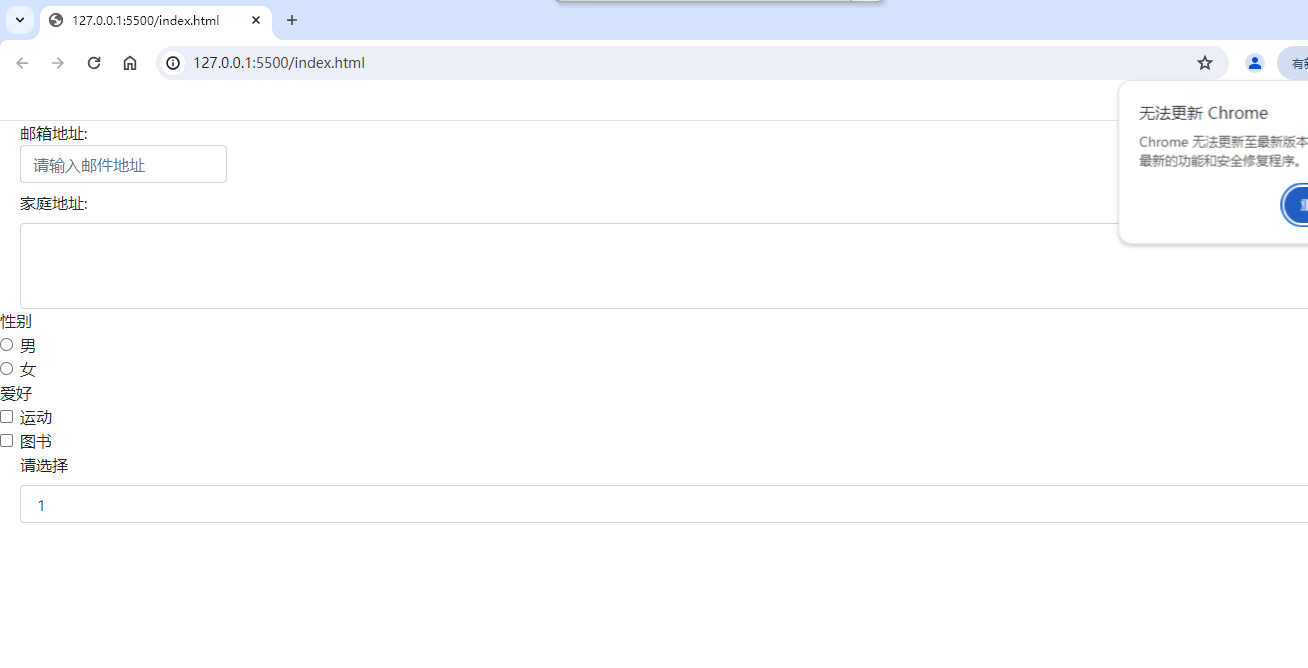 127.0.0.1:5500/index.html
127.0.0.1:5500/index.html
有
无法更新 Chrome
Chrome 无法更新至最新版本
最新的功能和安全修复程序。
邮箱地址:
请输入邮件地址
家庭地址:
性别
男
女
爱好
运动
图书
请选择
1